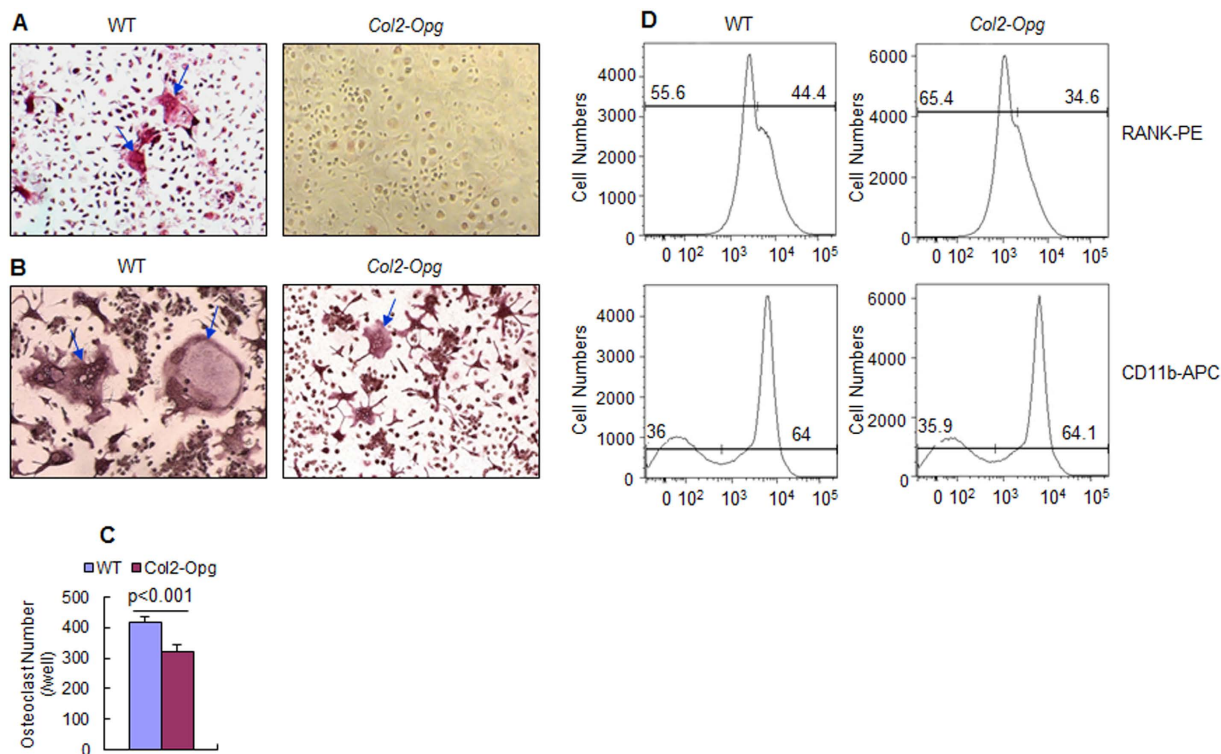 A
WT
Col2-Opg
B
WT
Col2-Opg
C
WT
Col2-Opg
p<0.001
Osteoclast Number
(/well)
500
400
300
200
100
0
D
WT
Col2-Opg
Cell Numbers
4000
3000
2000
1000
0
55.6
44.4
0 10² 10³ 10⁴ 10⁵
Cell Numbers
6000
4000
2000
0
65.4
34.6
0 10² 10³ 10⁴ 10⁵
RANK-PE
Cell Numbers
4000
3000
2000
1000
0
36
64
0 10² 10³ 10⁴ 10⁵
Cell Numbers
6000
4000
2000
0
35.9
64.1
0 10² 10³ 10⁴ 10⁵
CD11b-APC